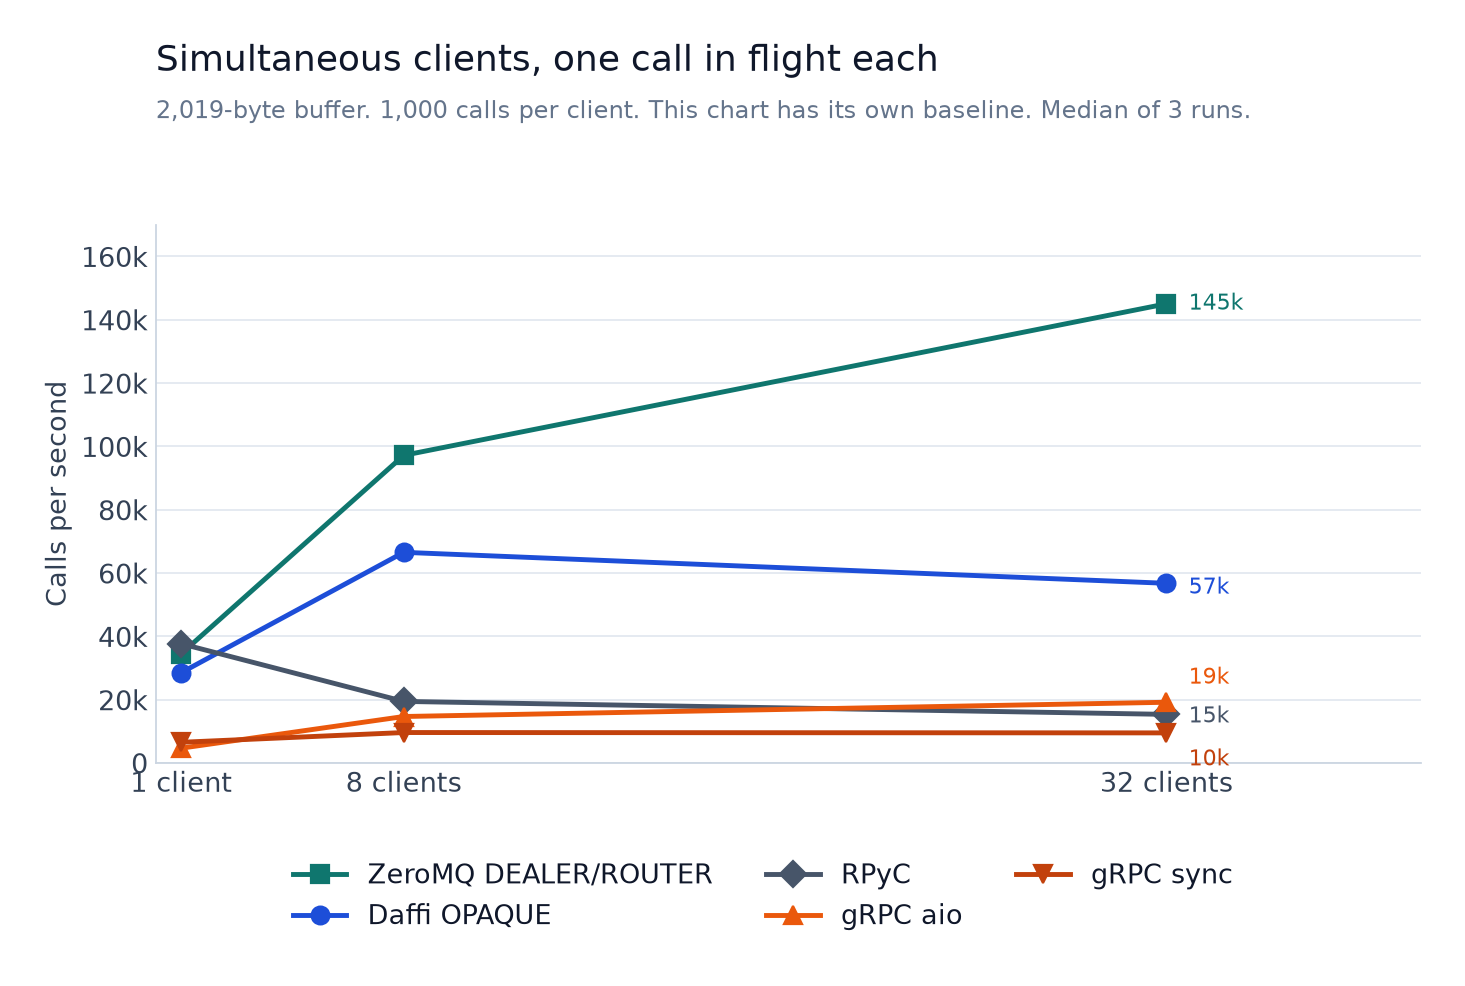 Simultaneous clients, one call in flight each
2,019-byte buffer. 1,000 calls per client. This chart has its own baseline. Median of 3 runs.
Calls per second
160k
140k
120k
100k
80k
60k
40k
20k
0
145k
57k
19k
15k
10k
1 client
8 clients
32 clients
ZeroMQ DEALER/ROUTER
RPyC
gRPC sync
Daffi OPAQUE
gRPC aio